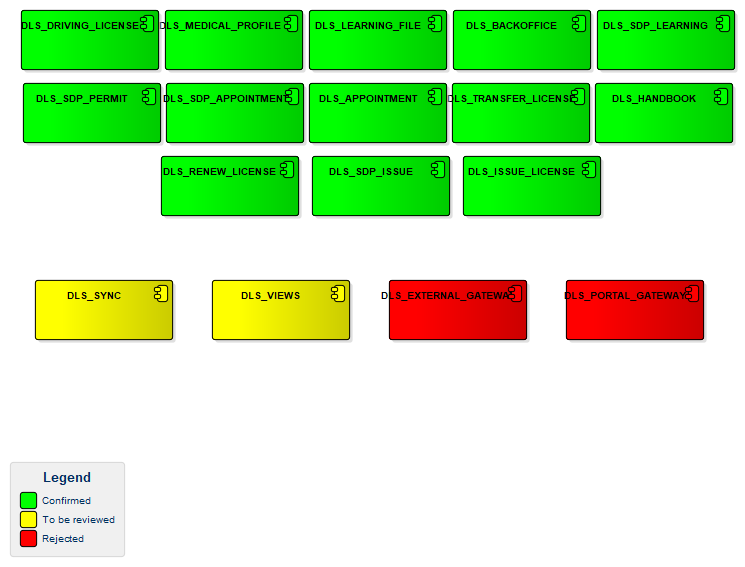 DLS_DRIVING_LICENSE
DLS_MEDICAL_PROFILE
DLS_LEARNING_FILE
DLS_BACKOFFICE
DLS_SDP_LEARNING
DLS_SDP_PERMIT
DLS_SDP_APPOINTMENT
DLS_APPOINTMENT
DLS_TRANSFER_LICENSE
DLS_HANDBOOK
DLS_RENEW_LICENSE
DLS_SDP_ISSUE
DLS_ISSUE_LICENSE
DLS_SYNC
DLS_VIEWS
DLS_EXTERNAL_GATEWAY
DLS_PORTAL_GATEWAY
Legend
Confirmed
To be reviewed
Rejected